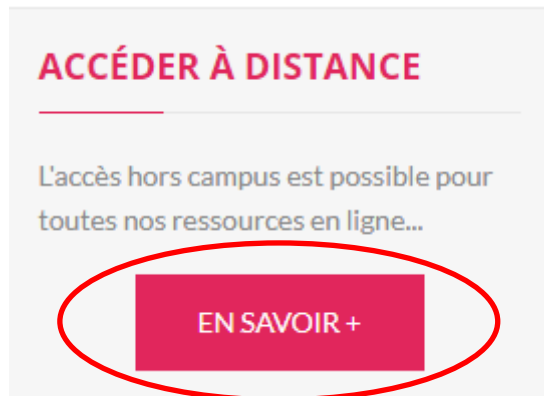 ACCÉDER À DISTANCE
L'accès hors campus est possible pour
toutes nos ressources en ligne...
EN SAVOIR +